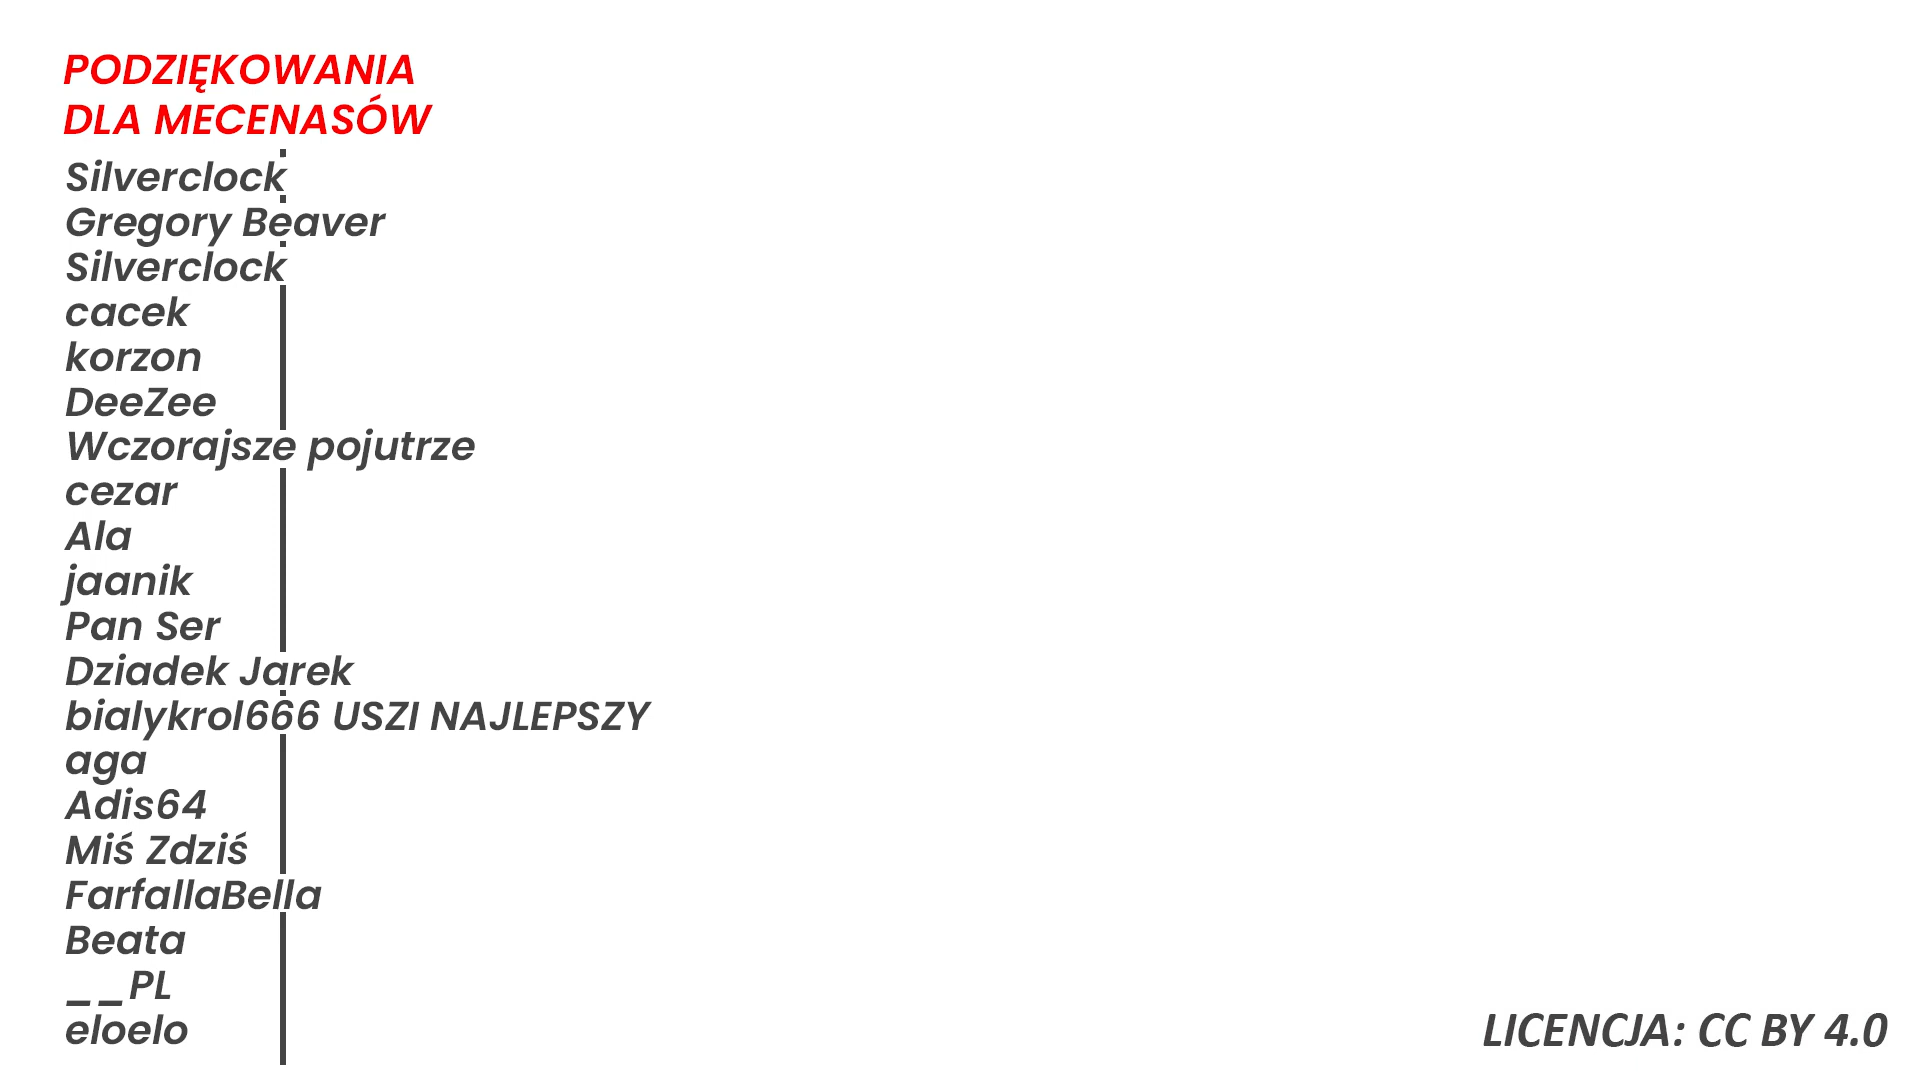 PODZIĘKOWANIA
DLA MECENASÓW
Silverclock
Gregory Beaver
Silverclock
cacek
korzon
DeeZee
Wczorajsze pojutrze
cezar
Ala
jaanik
Pan Ser
Dziadek Jarek
bialykrol666 USZI NAJLEPSZY
aga
Adis64
Miś Zdziś
FarfallaBella
Beata
__PL
eloelo
LICENCJA: CC BY 4.0